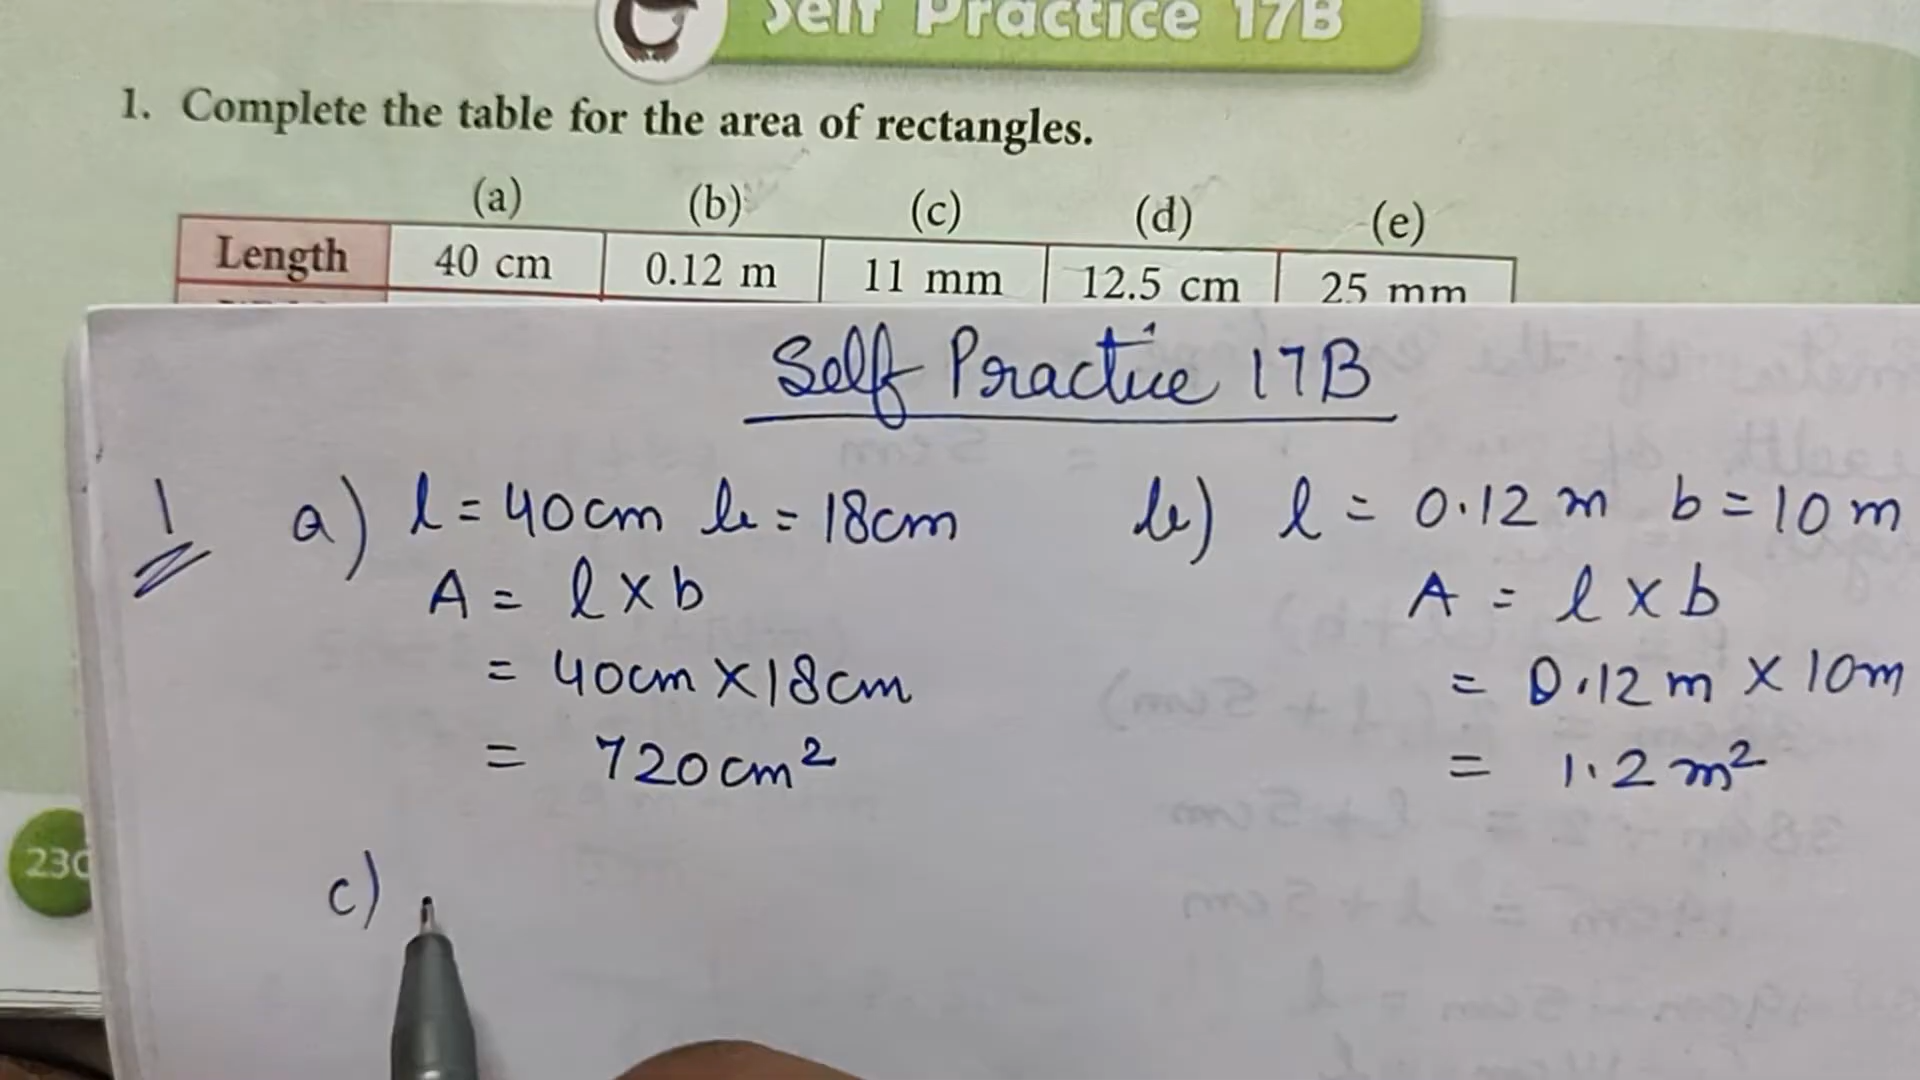 Self Practice 17B
1. Complete the table for the area of rectangles.
(a) (b) (c) (d) (e)
Length 40 cm 0.12 m 11 mm 12.5 cm 25 mm
Self Practice 17B
1 a) l = 40cm b = 18cm b) l = 0.12 m b = 10 m
A = l × b A = l × b
= 40cm × 18cm = 0.12 m × 10m
= 720cm² = 1.2 m²
c)
230